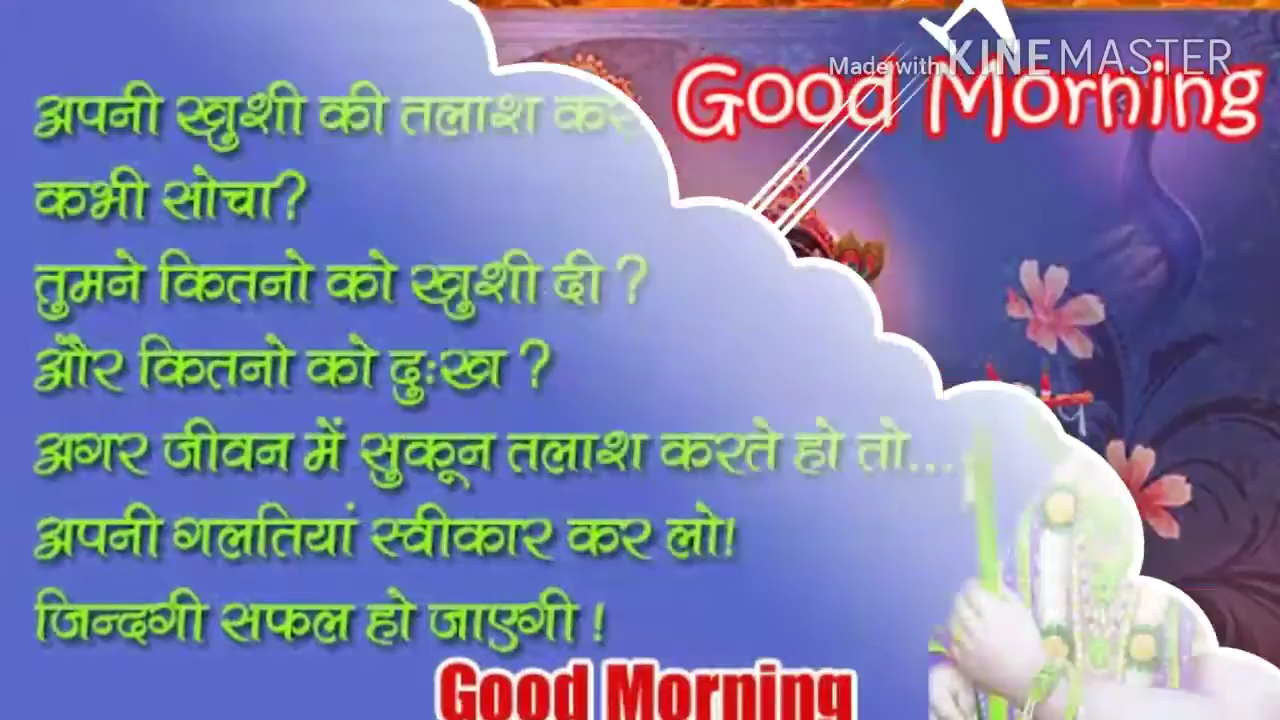 Made with KINEMASTER
Good Morning
अपनी खुशी की तलाश कर
कभी सोचा?
तुमने कितनो को खुशी दी ?
और कितनो को दुःख ?
अगर जीवन में सुकून तलाश करते हो तो...
अपनी गलतियां स्वीकार कर लो!
जिन्दगी सफल हो जाएगी !
Good Morning